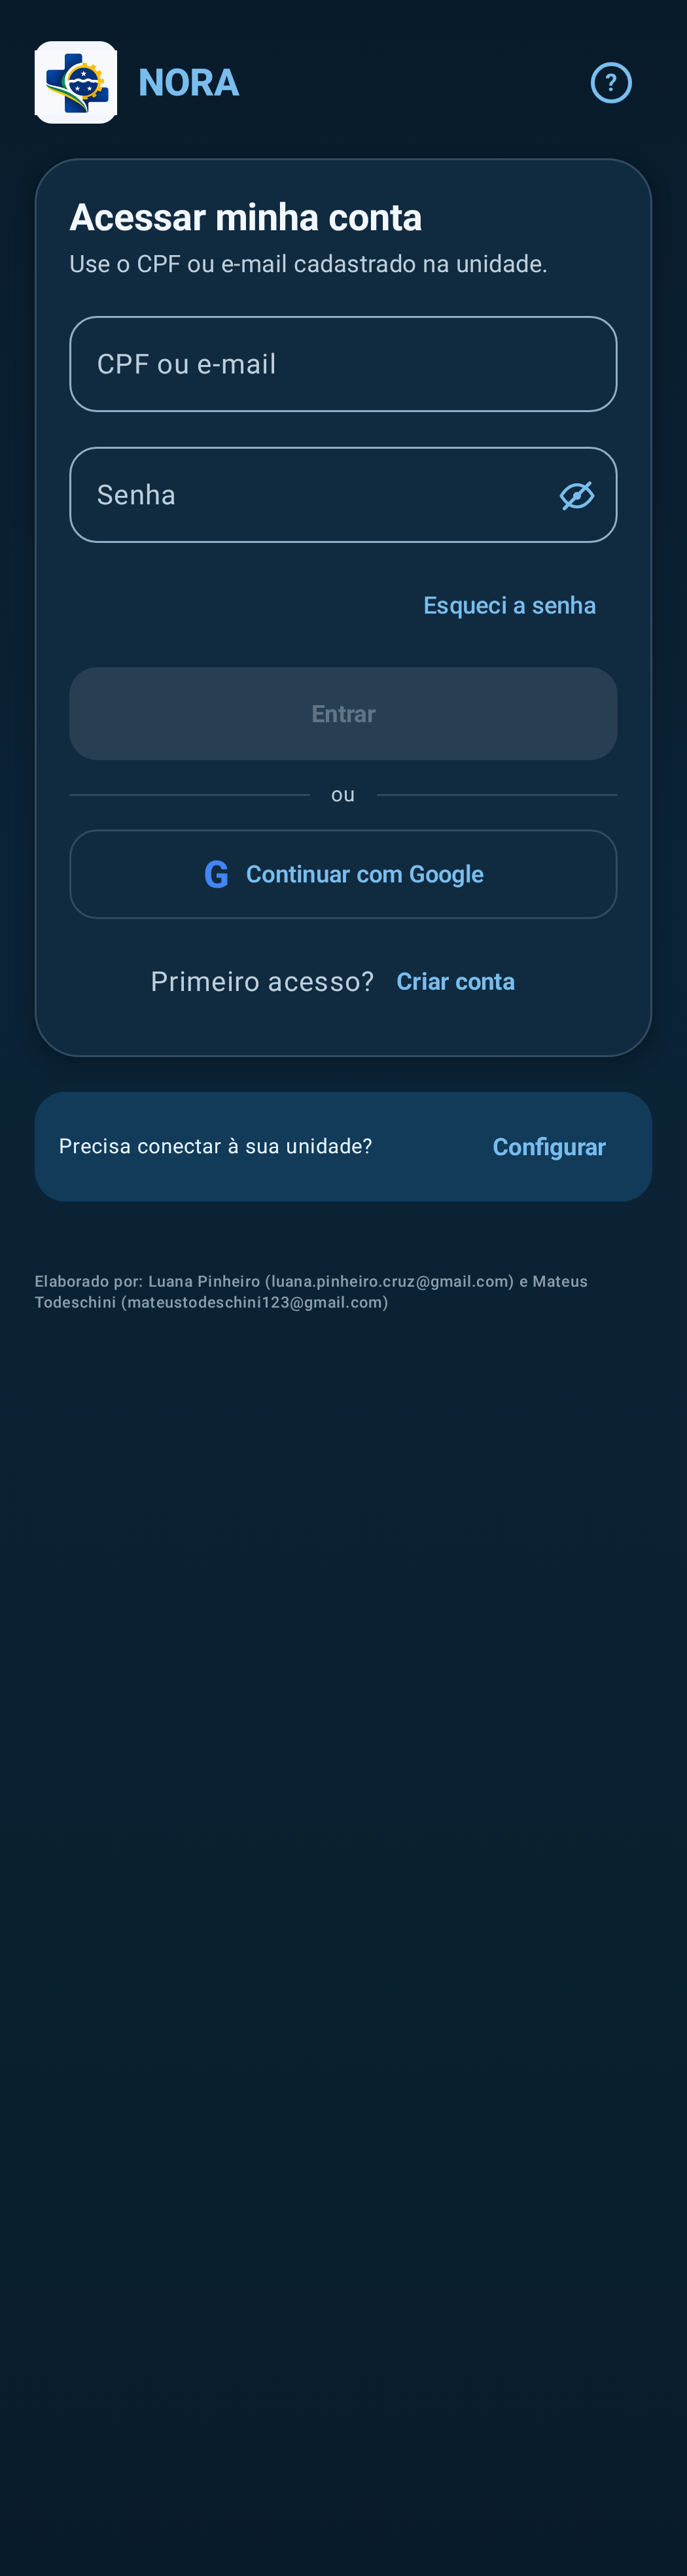 NORA
?
Acessar minha conta
Use o CPF ou e-mail cadastrado na unidade.
CPF ou e-mail
Senha
Esqueci a senha
Entrar
ou
G Continuar com Google
Primeiro acesso? Criar conta
Precisa conectar à sua unidade? Configurar
Elaborado por: Luana Pinheiro (luana.pinheiro.cruz@gmail.com) e Mateus
Todeschini (mateustodeschini123@gmail.com)